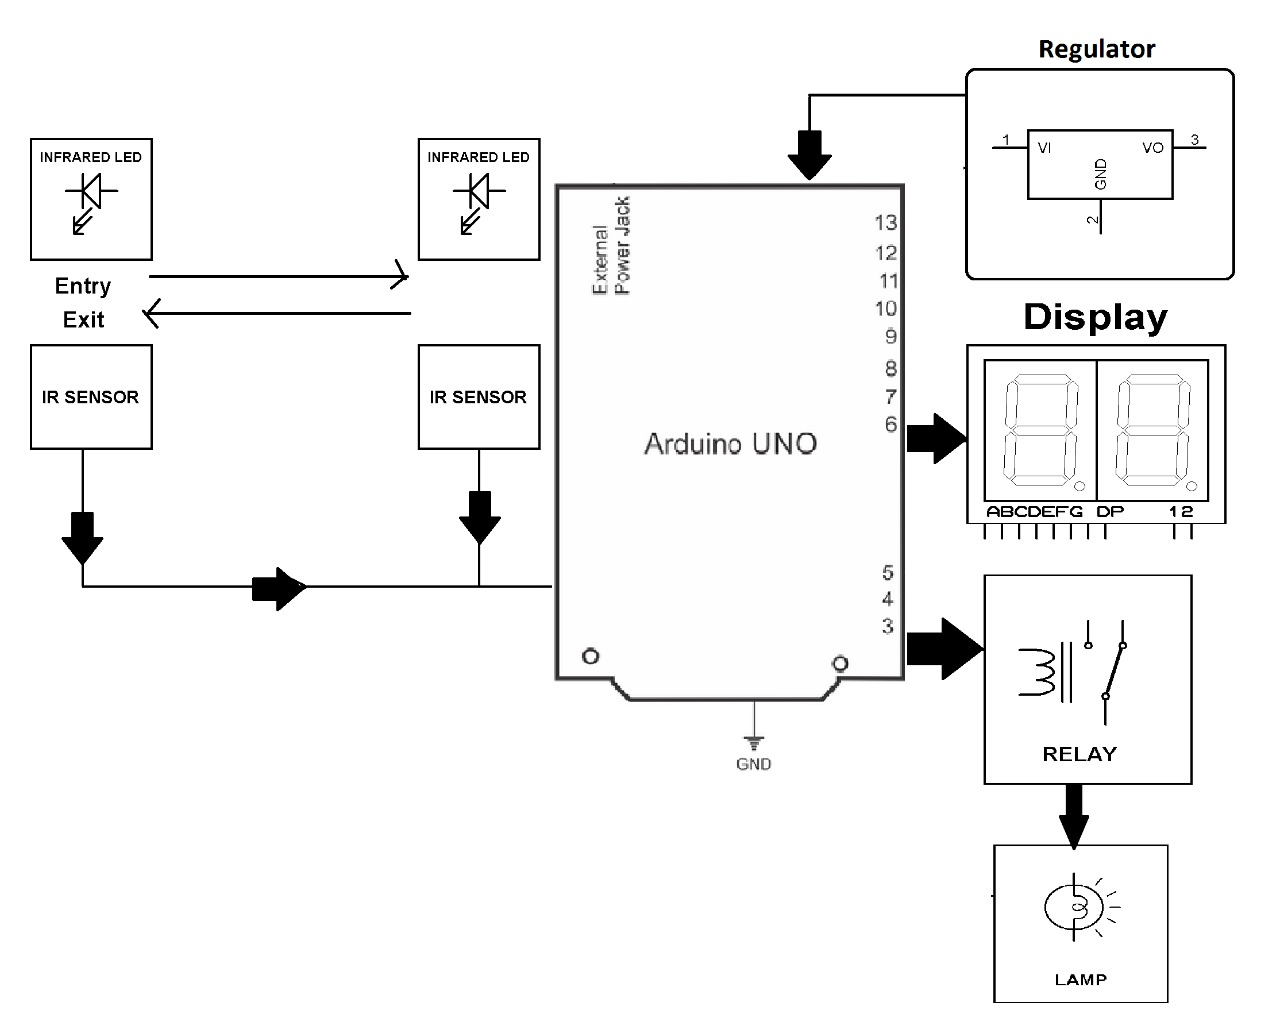 Regulator
1
VI
VO
3
GND
2
INFRARED LED
INFRARED LED
Entry
Exit
IR SENSOR
IR SENSOR
External
Power Jack
Arduino UNO
13
12
11
10
9
8
7
6
5
4
3
GND
Display
ABCDEFG DP 12
RELAY
LAMP